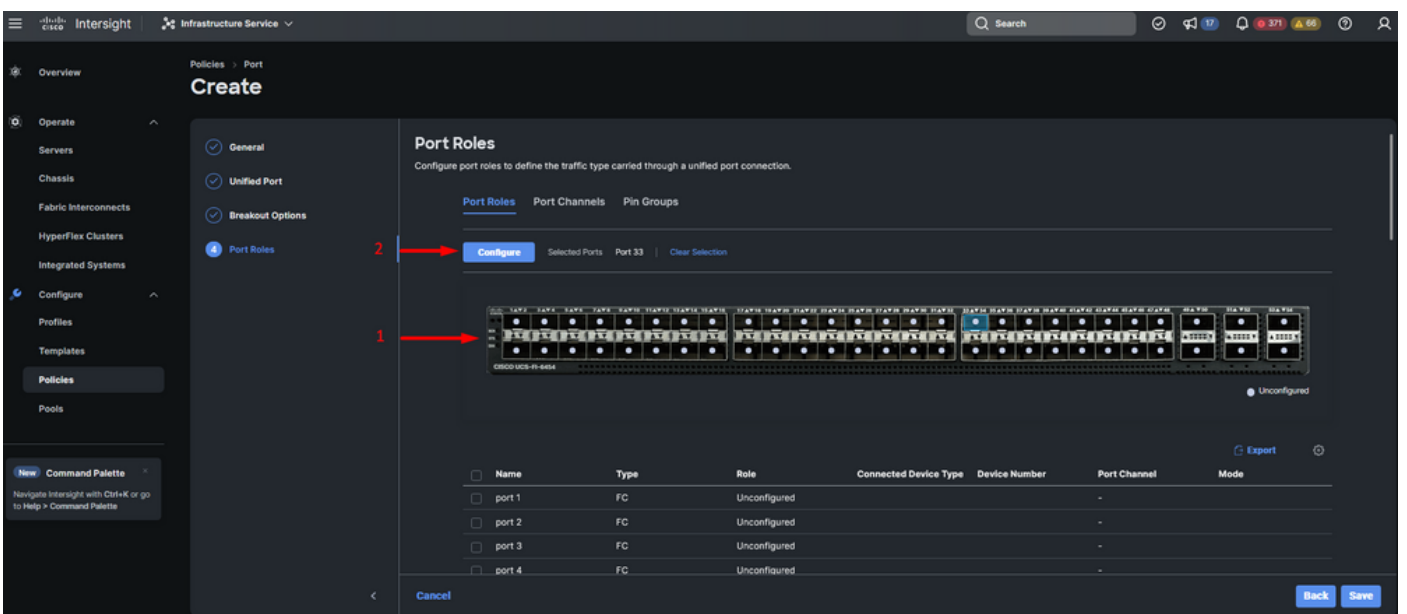 cisco Intersight Infrastructure Service Search 17 371 66
Overview
Operate
Servers
Chassis
Fabric Interconnects
HyperFlex Clusters
Integrated Systems
Configure
Profiles
Templates
Policies
Pools
New Command Palette ×
Navigate Intersight with Ctrl+K or go
to Help > Command Palette
Policies > Port
Create
General
Unified Port
Breakout Options
4 Port Roles
Port Roles
Configure port roles to define the traffic type carried through a unified port connection.
Port Roles Port Channels Pin Groups
2
Configure Selected Ports Port 33 | Clear Selection
1
CISCO UCS-FI-6454
Unconfigured
Export
Name Type Role Connected Device Type Device Number Port Channel Mode
port 1 FC Unconfigured -
port 2 FC Unconfigured -
port 3 FC Unconfigured -
port 4 FC Unconfigured -
Cancel Back Save